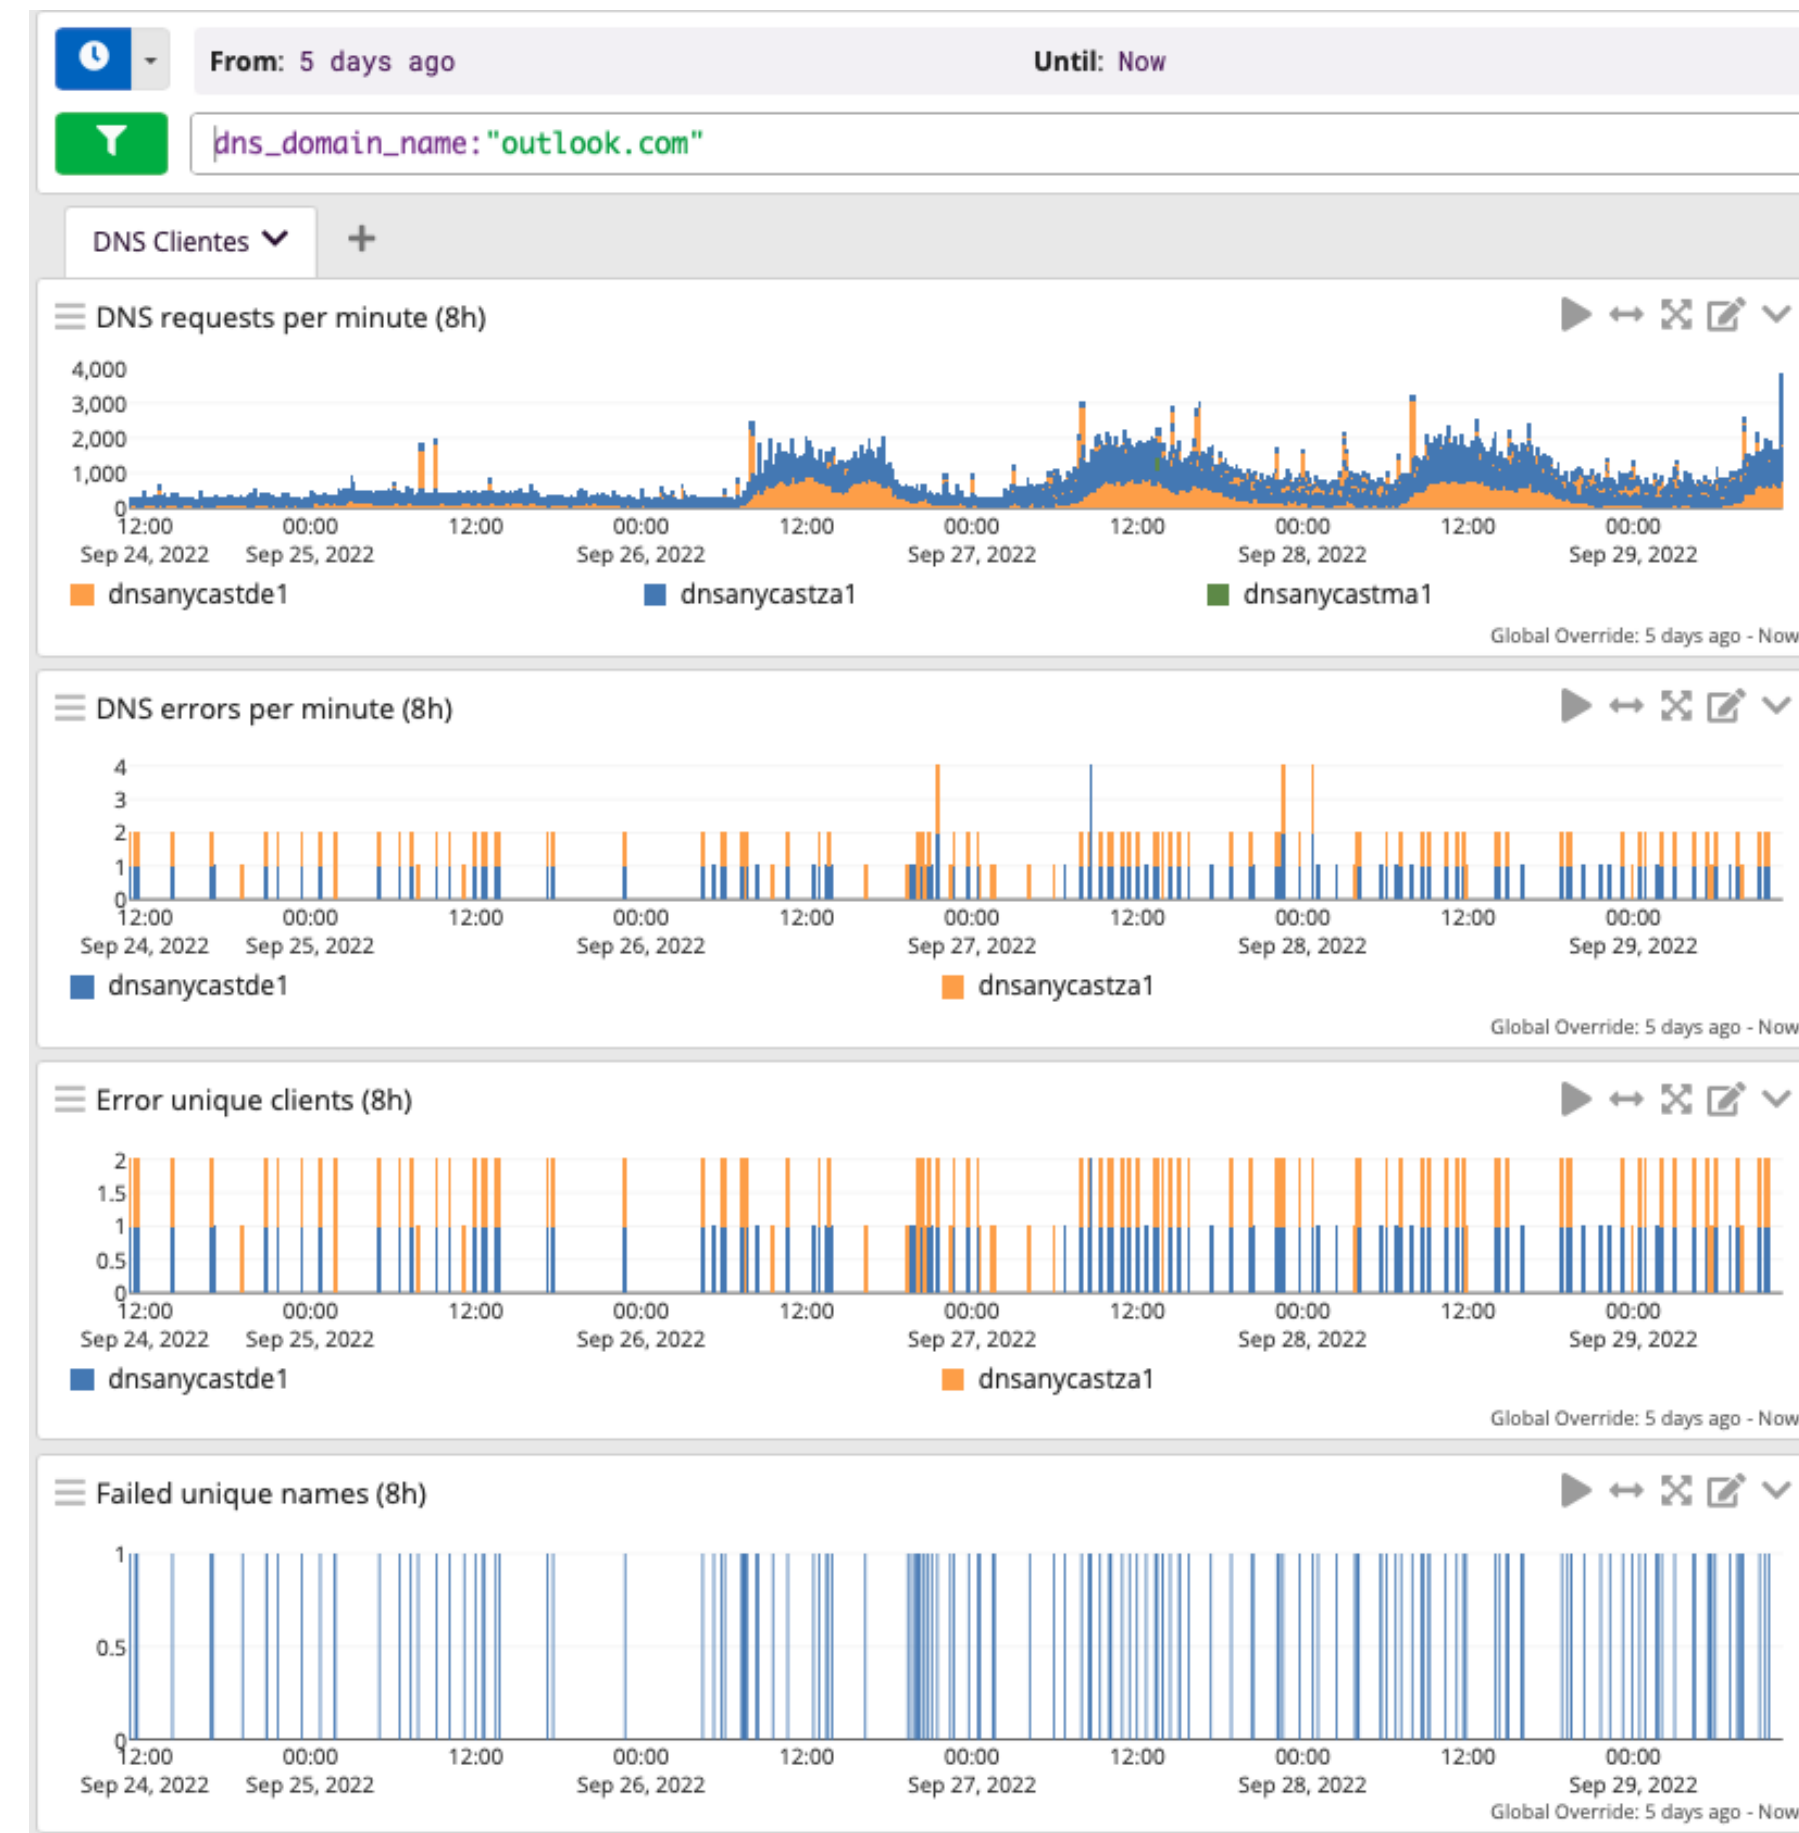 From: 5 days ago Until: Now
dns_domain_name:"outlook.com"
DNS Clientes
DNS requests per minute (8h)
4,000
3,000
2,000
1,000
0
12:00 00:00 12:00 00:00 12:00 00:00 12:00 00:00 12:00 00:00
Sep 24, 2022 Sep 25, 2022 Sep 26, 2022 Sep 27, 2022 Sep 28, 2022 Sep 29, 2022
dnsanycastde1 dnsanycastza1 dnsanycastma1
Global Override: 5 days ago - Now
DNS errors per minute (8h)
4
3
2
1
0
12:00 00:00 12:00 00:00 12:00 00:00 12:00 00:00 12:00 00:00
Sep 24, 2022 Sep 25, 2022 Sep 26, 2022 Sep 27, 2022 Sep 28, 2022 Sep 29, 2022
dnsanycastde1 dnsanycastza1
Global Override: 5 days ago - Now
Error unique clients (8h)
2
1.5
1
0.5
0
12:00 00:00 12:00 00:00 12:00 00:00 12:00 00:00 12:00 00:00
Sep 24, 2022 Sep 25, 2022 Sep 26, 2022 Sep 27, 2022 Sep 28, 2022 Sep 29, 2022
dnsanycastde1 dnsanycastza1
Global Override: 5 days ago - Now
Failed unique names (8h)
1
0.5
0
12:00 00:00 12:00 00:00 12:00 00:00 12:00 00:00 12:00 00:00
Sep 24, 2022 Sep 25, 2022 Sep 26, 2022 Sep 27, 2022 Sep 28, 2022 Sep 29, 2022
Global Override: 5 days ago - Now